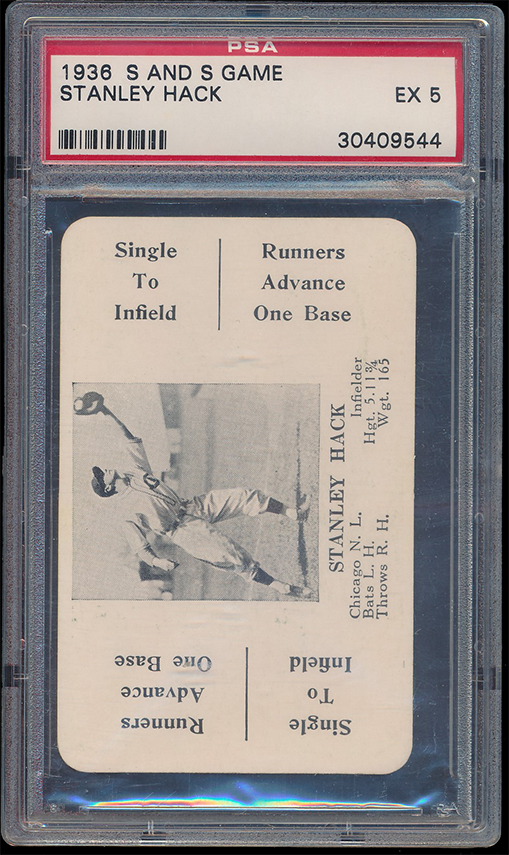 PSA
1936 S AND S GAME
STANLEY HACK
EX 5
30409544
Single
To
Infield
Runners
Advance
One Base
STANLEY HACK
Chicago N. L. Infielder
Bats L. H. Hgt. 5.11¾
Throws R. H. Wgt. 165
Single
To
Infield
Runners
Advance
One Base